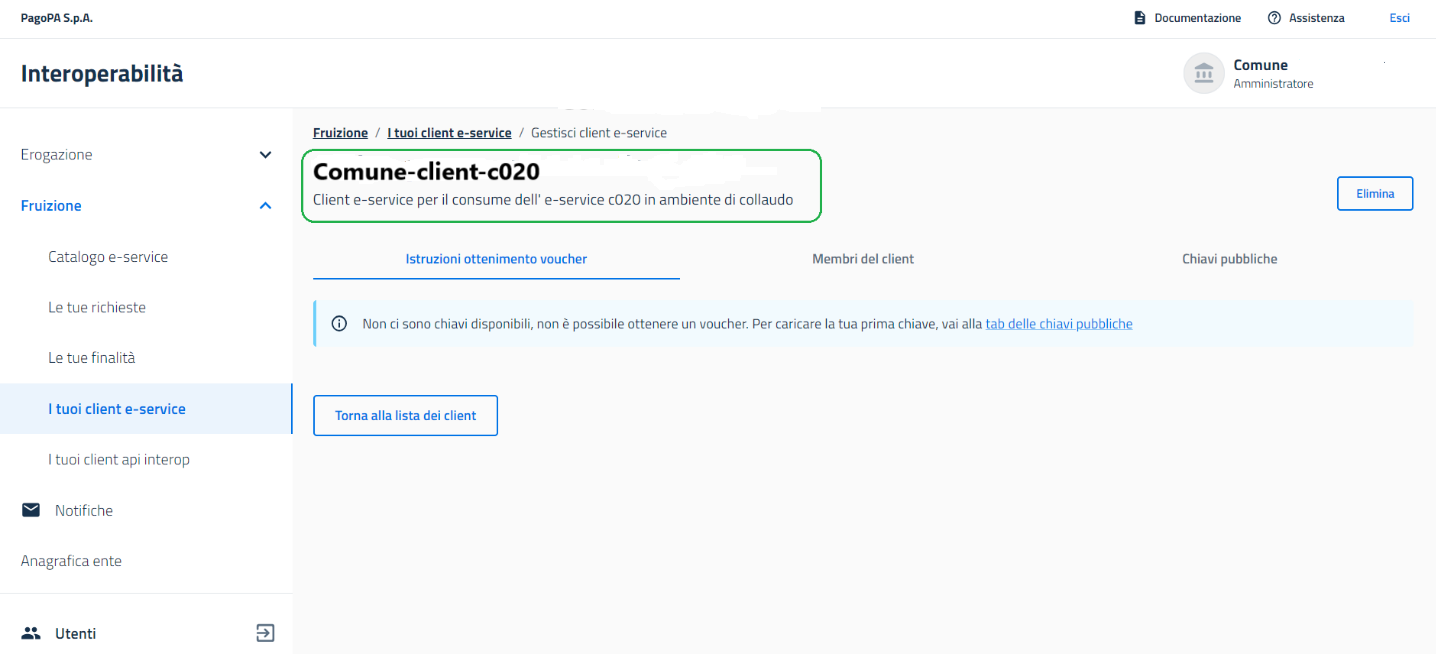 PagoPA S.p.A.
Documentazione
Assistenza
Esci
Interoperabilità
Comune
Amministratore
Erogazione
Fruizione
Catalogo e-service
Le tue richieste
Le tue finalità
I tuoi client e-service
I tuoi client api interop
Notifiche
Anagrafica ente
Utenti
Fruizione / I tuoi client e-service / Gestisci client e-service
Comune-client-c020
Client e-service per il consume dell' e-service c020 in ambiente di collaudo
Elimina
Istruzioni ottenimento voucher
Membri del client
Chiavi pubbliche
Non ci sono chiavi disponibili, non è possibile ottenere un voucher. Per caricare la tua prima chiave, vai alla tab delle chiavi pubbliche
Torna alla lista dei client